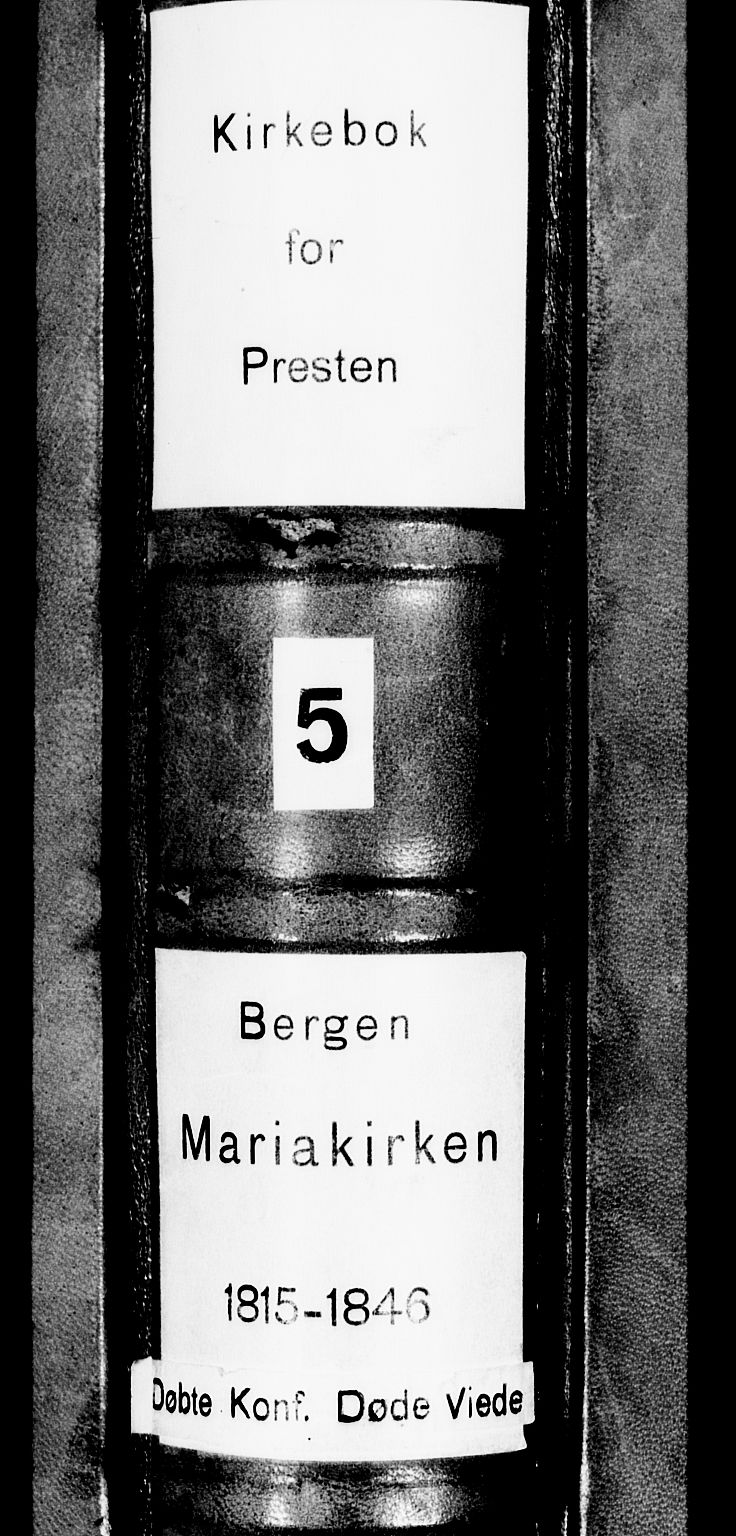 Kirkebok
for
Presten
5
Bergen
Mariakirken
1815-1846
Døbte Konf. Døde Viede